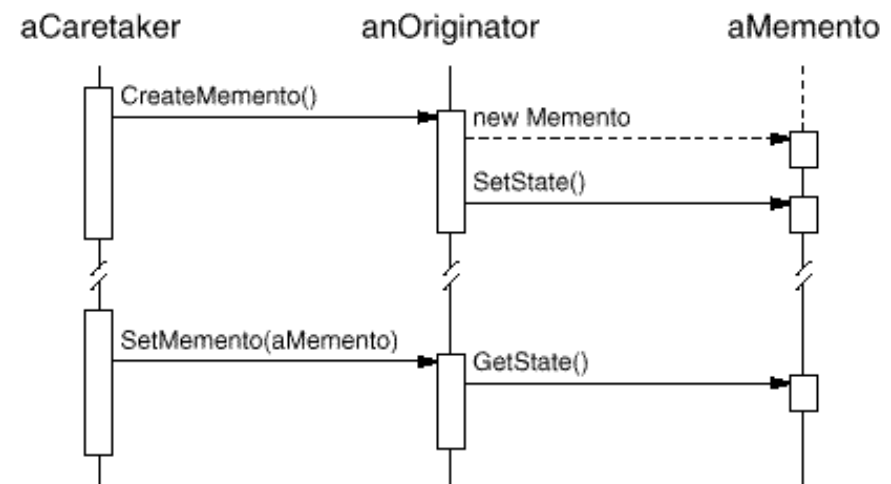 aCaretaker anOriginator aMemento
CreateMemento()
new Memento
SetState()
SetMemento(aMemento)
GetState()